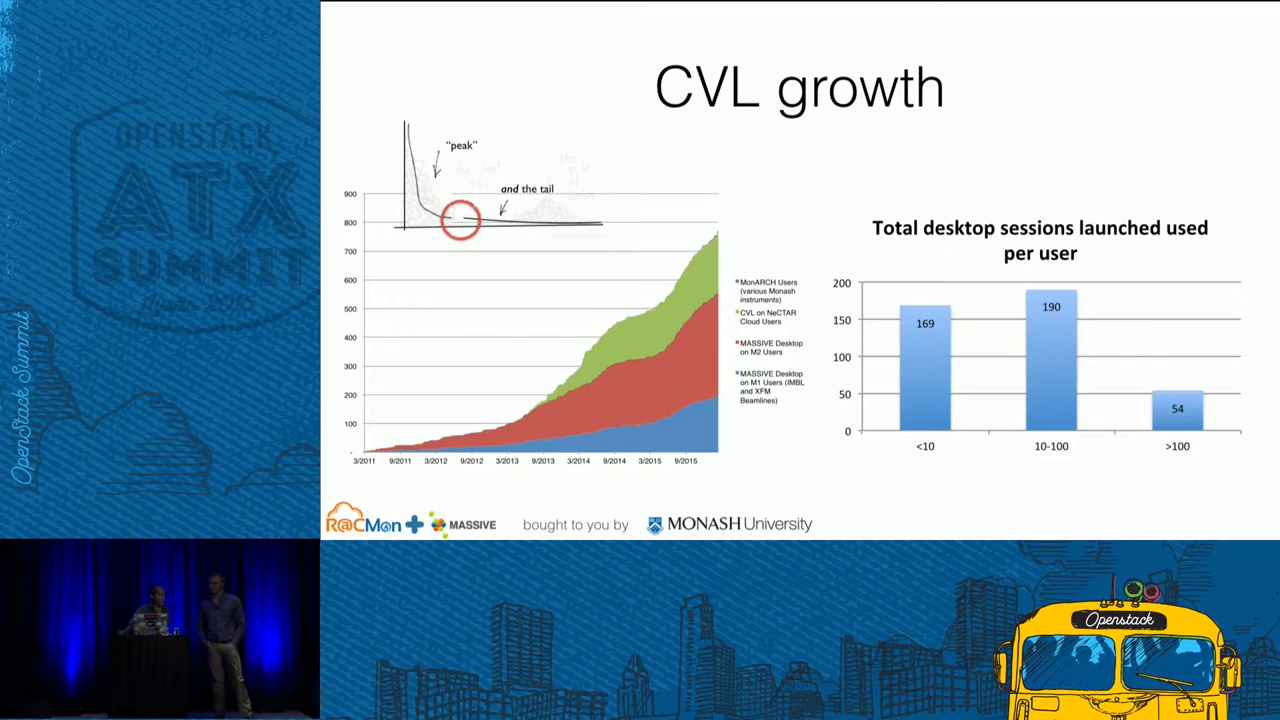 OPENSTACK
ATX
SUMMIT
OpenStack Summit
CVL growth
"peak"
and the tail
900
800
700
600
500
400
300
200
100
-
3/2011 9/2011 3/2012 9/2012 3/2013 9/2013 3/2014 9/2014 3/2015 9/2015
MonARCH Users
(various Monash
instruments)
CVL on NeCTAR
Cloud Users
MASSIVE Desktop
on M2 Users
MASSIVE Desktop
on M1 Users (IMBL
and XFM
Beamlines)
Total desktop sessions launched used
per user
200
150
100
50
0
169
190
54
<10 10-100 >100
R@CMon
MASSIVE
bought to you by
MONASH University
Openstack